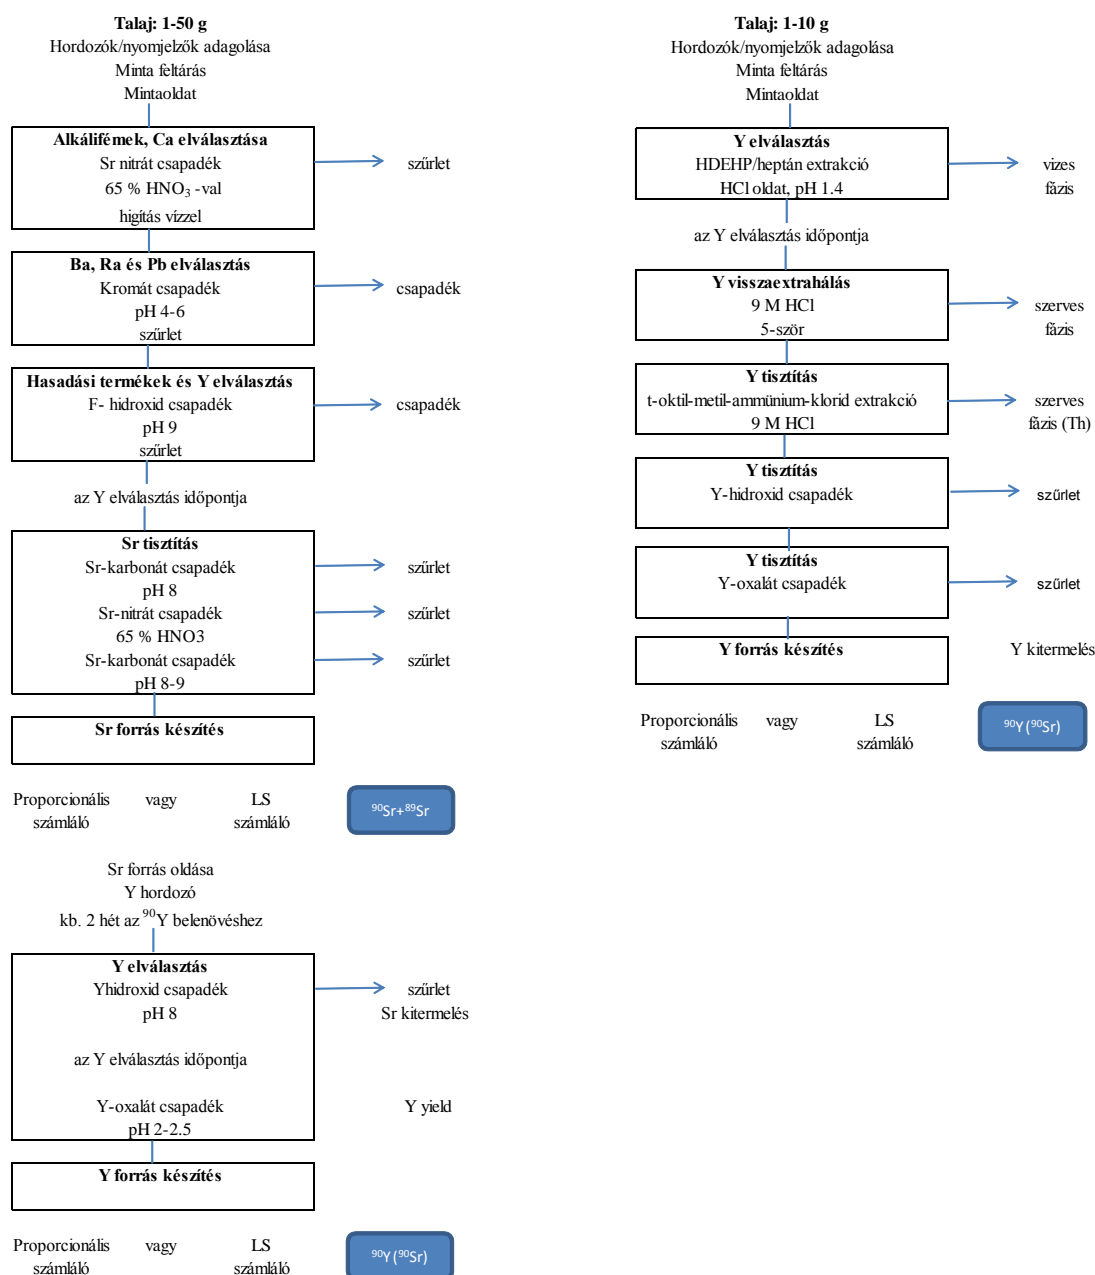 Talaj: 1-50 g
Hordozók/nyomjelzők adagolása
Minta feltárás
Mintaoldat
Alkálifémek, Ca elválasztása
Sr nitrát csapadék
65 % HNO₃ -val
higítás vízzel
szűrlet
Ba, Ra és Pb elválasztás
Kromát csapadék
pH 4-6
szűrlet
csapadék
Hasadási termékek és Y elválasztás
F- hidroxid csapadék
pH 9
szűrlet
csapadék
az Y elválasztás időpontja
Sr tisztítás
Sr-karbonát csapadék
pH 8
Sr-nitrát csapadék
65 % HNO3
Sr-karbonát csapadék
pH 8-9
szűrlet
szűrlet
szűrlet
Sr forrás készítés
Proporcionális vagy LS
számláló számláló
⁹⁰Sr+⁸⁹Sr
Sr forrás oldása
Y hordozó
kb. 2 hét az ⁹⁰Y belenövéshez
Y elválasztás
Yhidroxid csapadék
pH 8
szűrlet
Sr kitermelés
az Y elválasztás időpontja
Y-oxalát csapadék
pH 2-2.5
Y yield
Y forrás készítés
Proporcionális vagy LS
számláló számláló
⁹⁰Y (⁹⁰Sr)
Talaj: 1-10 g
Hordozók/nyomjelzők adagolása
Minta feltárás
Mintaoldat
Y elválasztás
HDEHP/heptán extrakció
HCl oldat, pH 1.4
vizes
fázis
az Y elválasztás időpontja
Y visszaextrahálás
9 M HCl
5-ször
szerves
fázis
Y tisztítás
t-oktil-metil-ammúnium-klorid extrakció
9 M HCl
szerves
fázis (Th)
Y tisztítás
Y-hidroxid csapadék
szűrlet
Y tisztítás
Y-oxalát csapadék
szűrlet
Y forrás készítés
Y kitermelés
Proporcionális vagy LS
számláló számláló
⁹⁰Y (⁹⁰Sr)